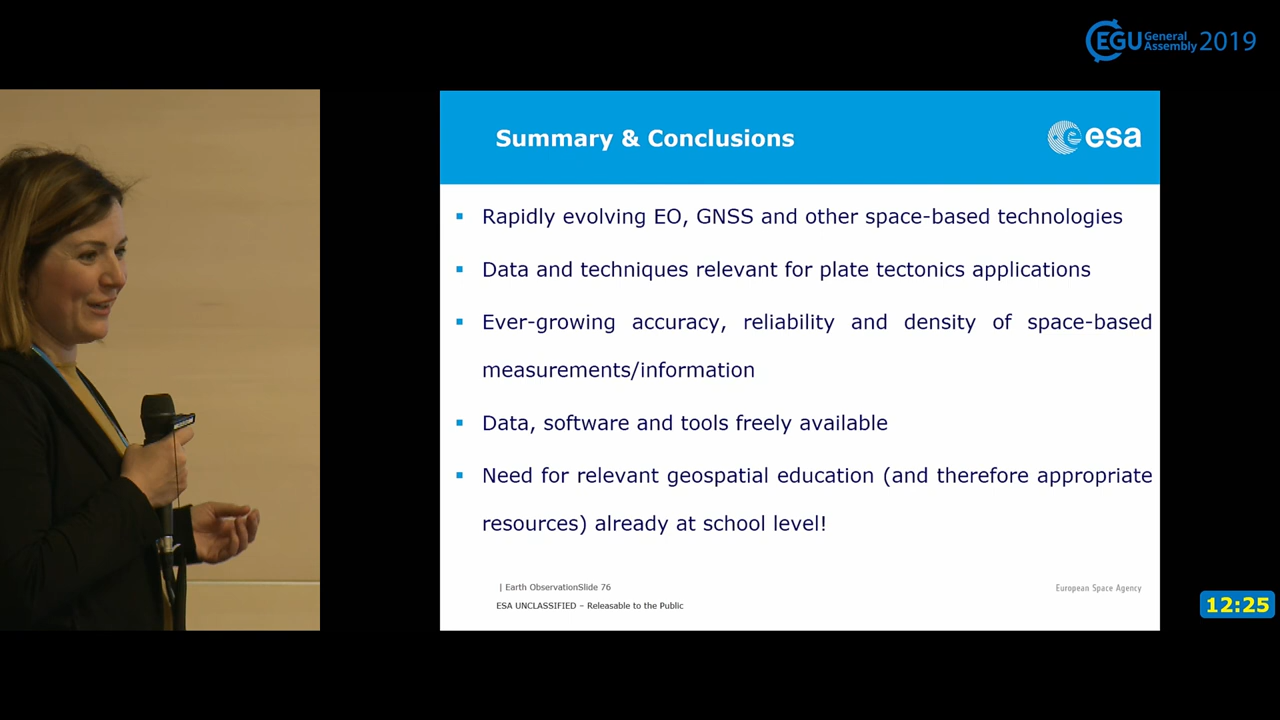 EGU General Assembly 2019
Summary & Conclusions
esa
Rapidly evolving EO, GNSS and other space-based technologies
Data and techniques relevant for plate tectonics applications
Ever-growing accuracy, reliability and density of space-based
measurements/information
Data, software and tools freely available
Need for relevant geospatial education (and therefore appropriate
resources) already at school level!
| Earth ObservationSlide 76
European Space Agency
ESA UNCLASSIFIED – Releasable to the Public
12:25